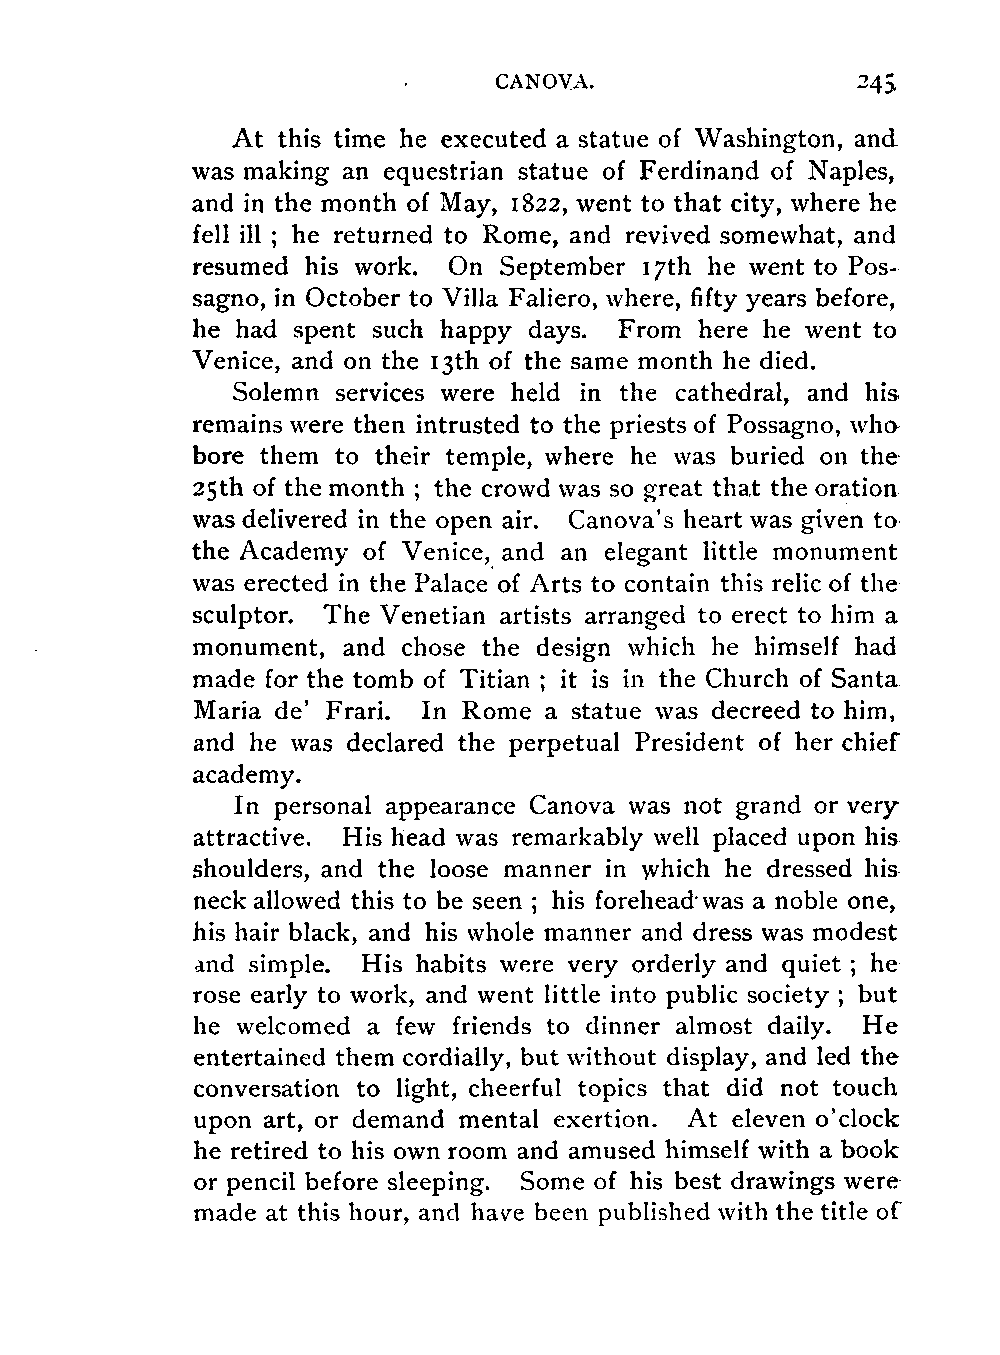 CANOVA. 245
At this time he executed a statue of Washington, and
was making an equestrian statue of Ferdinand of Naples,
and in the month of May, 1822, went to that city, where he
fell ill ; he returned to Rome, and revived somewhat, and
resumed his work. On September 17th he went to Pos-
sagno, in October to Villa Faliero, where, fifty years before,
he had spent such happy days. From here he went to
Venice, and on the 13th of the same month he died.
Solemn services were held in the cathedral, and his
remains were then intrusted to the priests of Possagno, who
bore them to their temple, where he was buried on the
25th of the month ; the crowd was so great that the oration
was delivered in the open air. Canova's heart was given to
the Academy of Venice, and an elegant little monument
was erected in the Palace of Arts to contain this relic of the
sculptor. The Venetian artists arranged to erect to him a
monument, and chose the design which he himself had
made for the tomb of Titian ; it is in the Church of Santa
Maria de' Frari. In Rome a statue was decreed to him,
and he was declared the perpetual President of her chief
academy.
In personal appearance Canova was not grand or very
attractive. His head was remarkably well placed upon his
shoulders, and the loose manner in which he dressed his
neck allowed this to be seen ; his forehead was a noble one,
his hair black, and his whole manner and dress was modest
and simple. His habits were very orderly and quiet ; he
rose early to work, and went little into public society ; but
he welcomed a few friends to dinner almost daily. He
entertained them cordially, but without display, and led the
conversation to light, cheerful topics that did not touch
upon art, or demand mental exertion. At eleven o'clock
he retired to his own room and amused himself with a book
or pencil before sleeping. Some of his best drawings were
made at this hour, and have been published with the title of